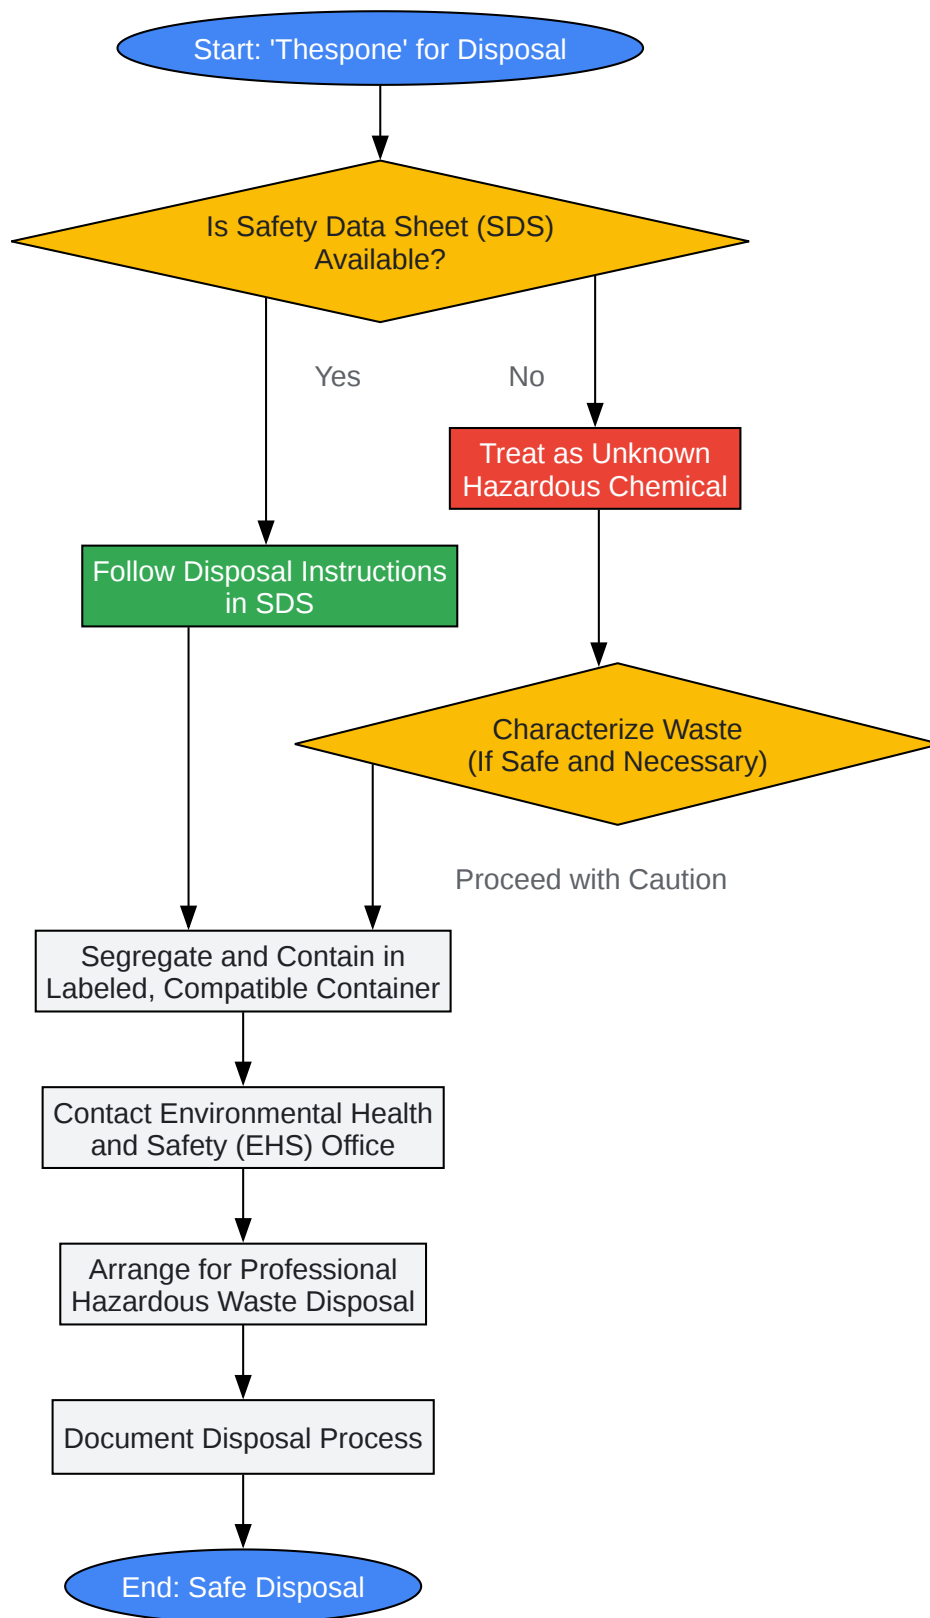 Start: 'Thespone' for Disposal
Is Safety Data Sheet (SDS)
Available?
Yes
No
Treat as Unknown
Hazardous Chemical
Follow Disposal Instructions
in SDS
Characterize Waste
(If Safe and Necessary)
Proceed with Caution
Segregate and Contain in
Labeled, Compatible Container
Contact Environmental Health
and Safety (EHS) Office
Arrange for Professional
Hazardous Waste Disposal
Document Disposal Process
End: Safe Disposal